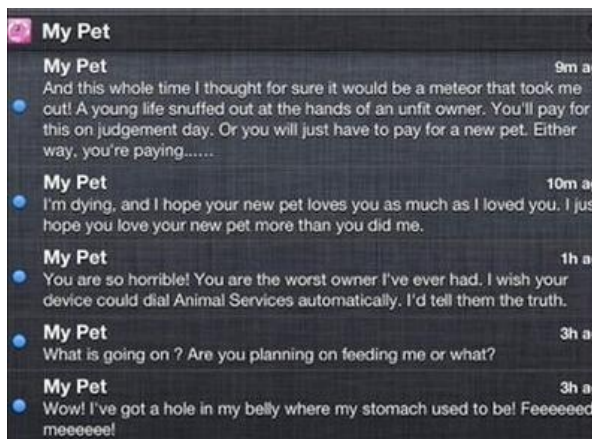 My Pet
My Pet 9m a
And this whole time I thought for sure it would be a meteor that took me
out! A young life snuffed out at the hands of an unfit owner. You'll pay for
this on judgement day. Or you will just have to pay for a new pet. Either
way, you're paying......
My Pet 10m a
I'm dying, and I hope your new pet loves you as much as I loved you. I jus
hope you love your new pet more than you did me.
My Pet 1h a
You are so horrible! You are the worst owner I've ever had. I wish your
device could dial Animal Services automatically. I'd tell them the truth.
My Pet 3h a
What is going on ? Are you planning on feeding me or what?
My Pet 3h a
Wow! I've got a hole in my belly where my stomach used to be! Feeeeeed
meeeeee!